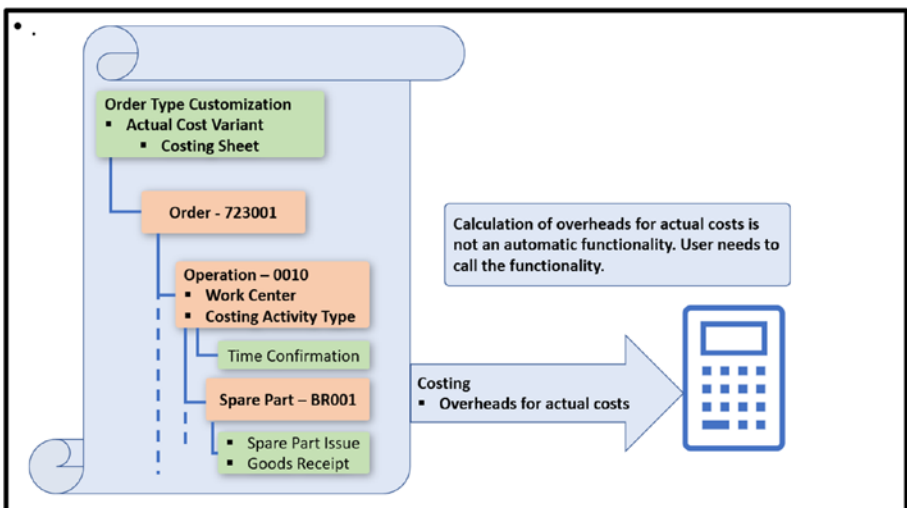 • .
Order Type Customization
▪ Actual Cost Variant
▪ Costing Sheet
Order - 723001
Operation – 0010
▪ Work Center
▪ Costing Activity Type
Time Confirmation
Spare Part – BR001
▪ Spare Part Issue
▪ Goods Receipt
Calculation of overheads for actual costs is
not an automatic functionality. User needs to
call the functionality.
Costing
▪ Overheads for actual costs